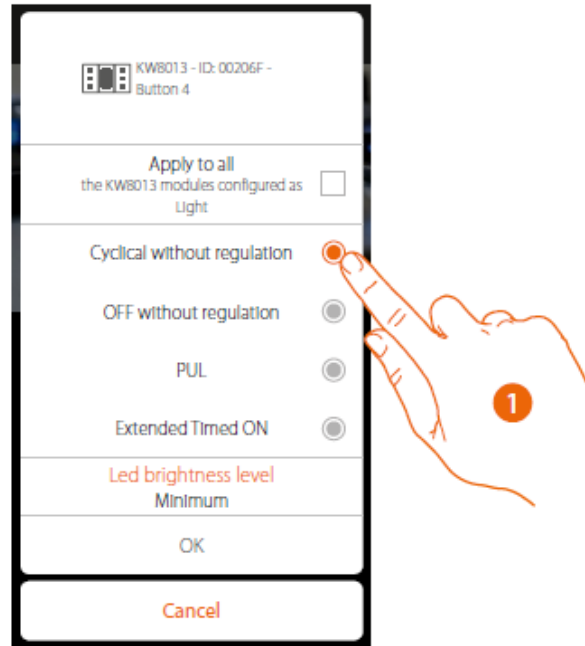 KW8013 - ID: 00206F -
Button 4
Apply to all
the KW8013 modules configured as
Light
Cyclical without regulation
OFF without regulation
PUL
Extended Timed ON
Led brightness level
Minimum
OK
Cancel
1